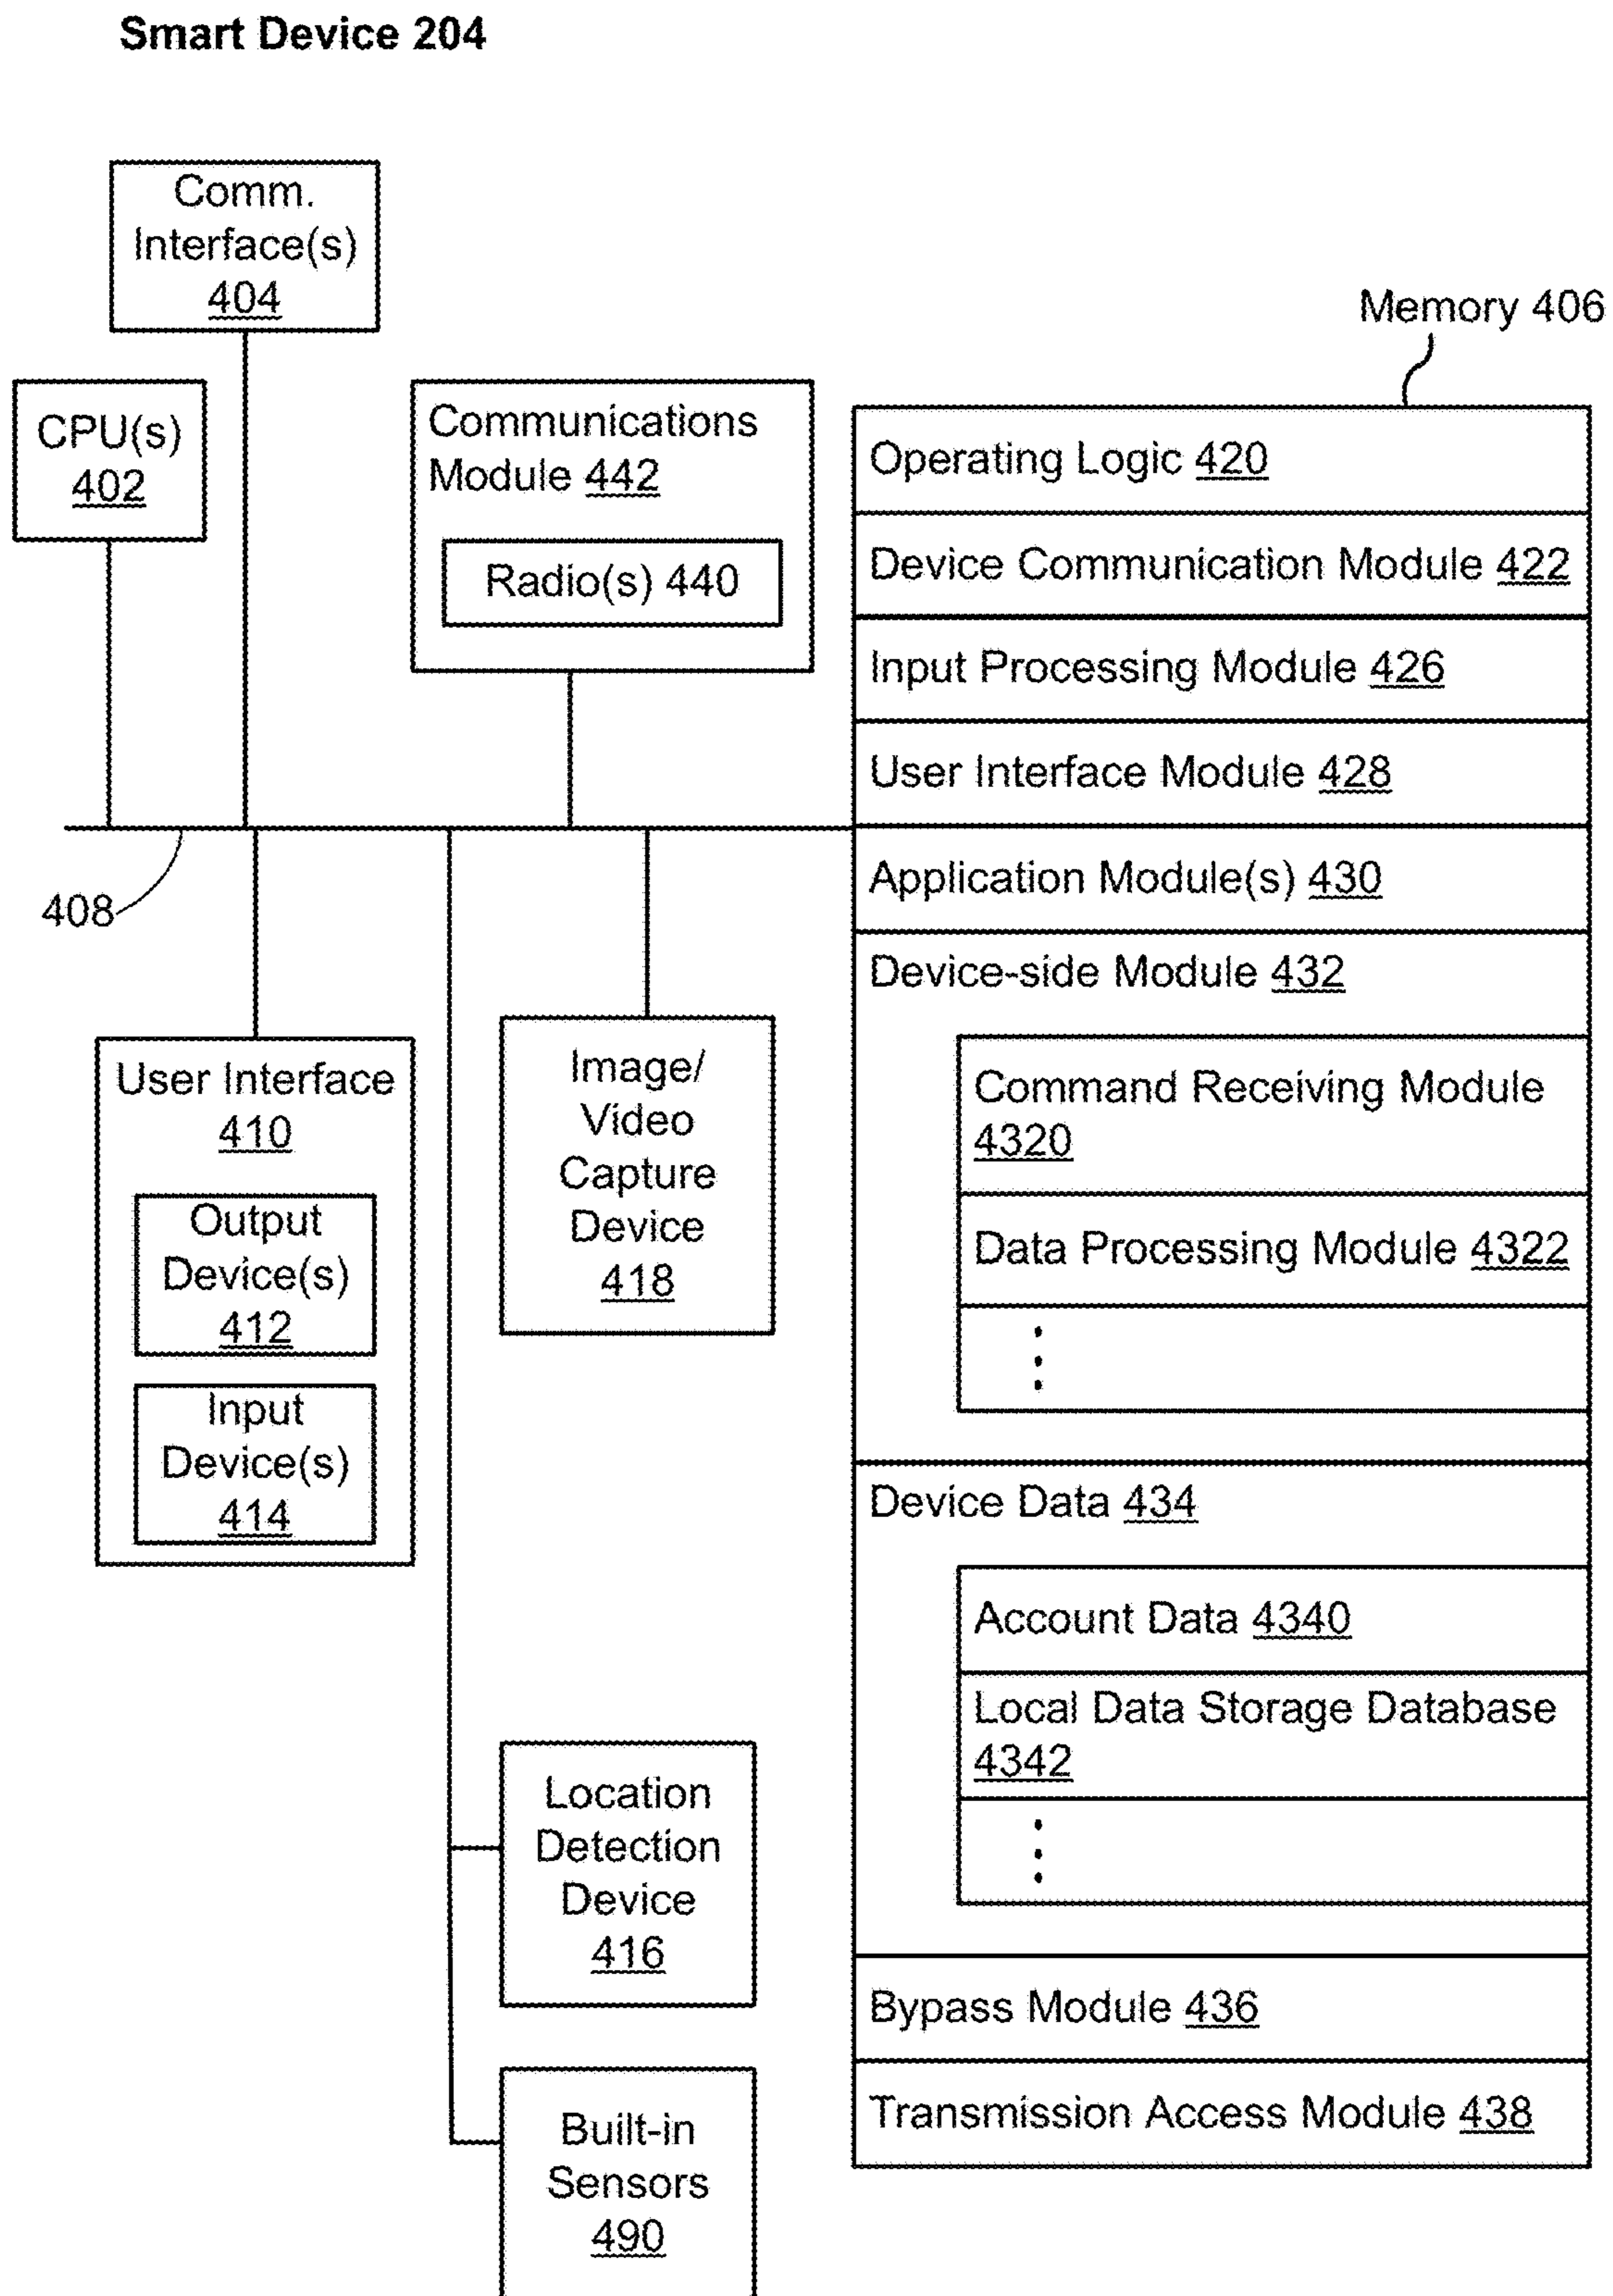 Smart Device 204
Comm.
Interface(s)
404
CPU(s)
402
Communications
Module 442
Radio(s) 440
408
User Interface
410
Output
Device(s)
412
Input
Device(s)
414
Image/
Video
Capture
Device
418
Location
Detection
Device
416
Built-in
Sensors
490
Memory 406
Operating Logic 420
Device Communication Module 422
Input Processing Module 426
User Interface Module 428
Application Module(s) 430
Device-side Module 432
Command Receiving Module
4320
Data Processing Module 4322
Device Data 434
Account Data 4340
Local Data Storage Database
4342
Bypass Module 436
Transmission Access Module 438